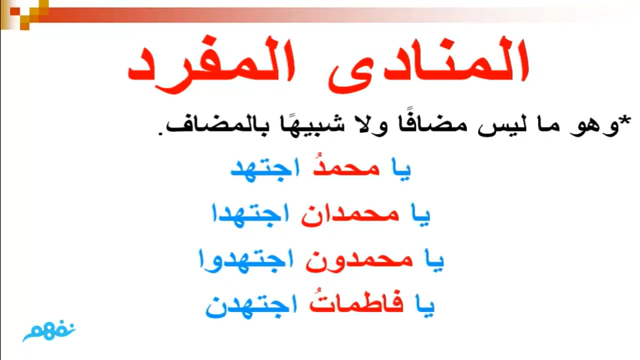 المنادى المفرد
*وهو ما ليس مضافًا ولا شبيهًا بالمضاف.
يا محمدُ اجتهد
يا محمدان اجتهدا
يا محمدون اجتهدوا
يا فاطماتُ اجتهدن
نفهم